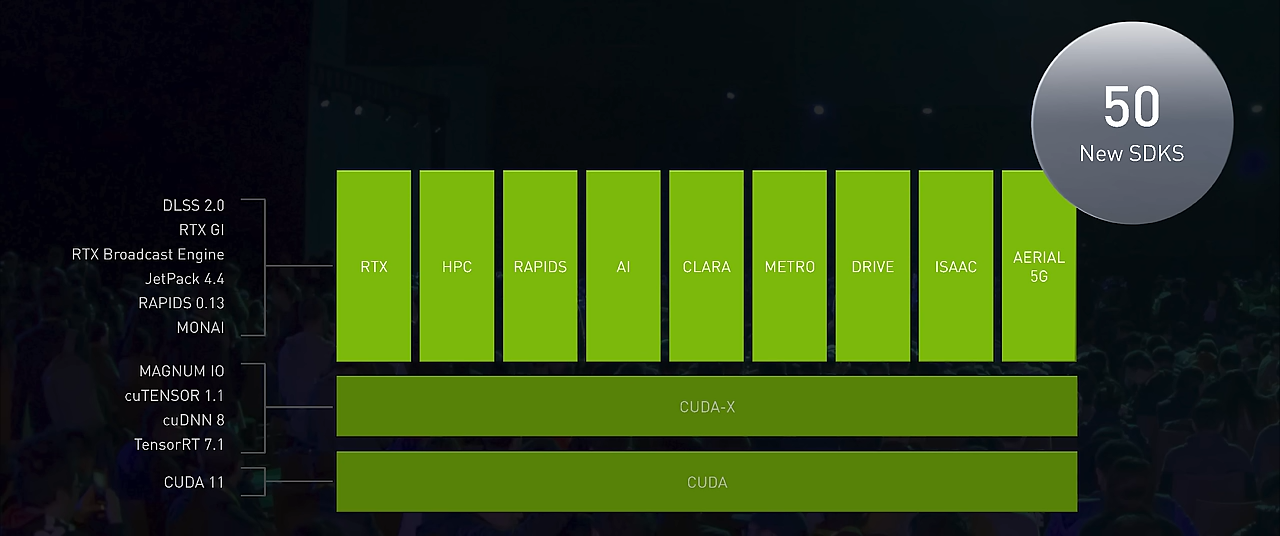 50
New SDKS
DLSS 2.0
RTX GI
RTX Broadcast Engine
JetPack 4.4
RAPIDS 0.13
MONAI
RTX
HPC
RAPIDS
AI
CLARA
METRO
DRIVE
ISAAC
AERIAL
5G
MAGNUM IO
cuTENSOR 1.1
cuDNN 8
TensorRT 7.1
CUDA-X
CUDA 11
CUDA